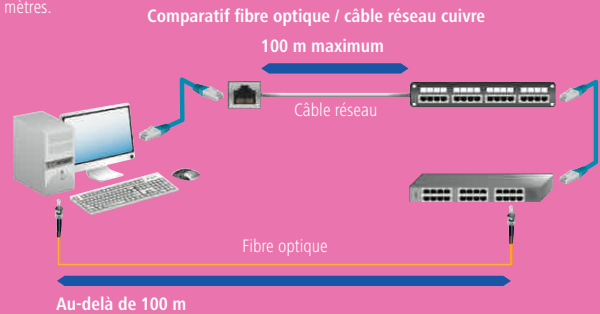 mètres.
Comparatif fibre optique / câble réseau cuivre
100 m maximum
Câble réseau
Fibre optique
Au-delà de 100 m